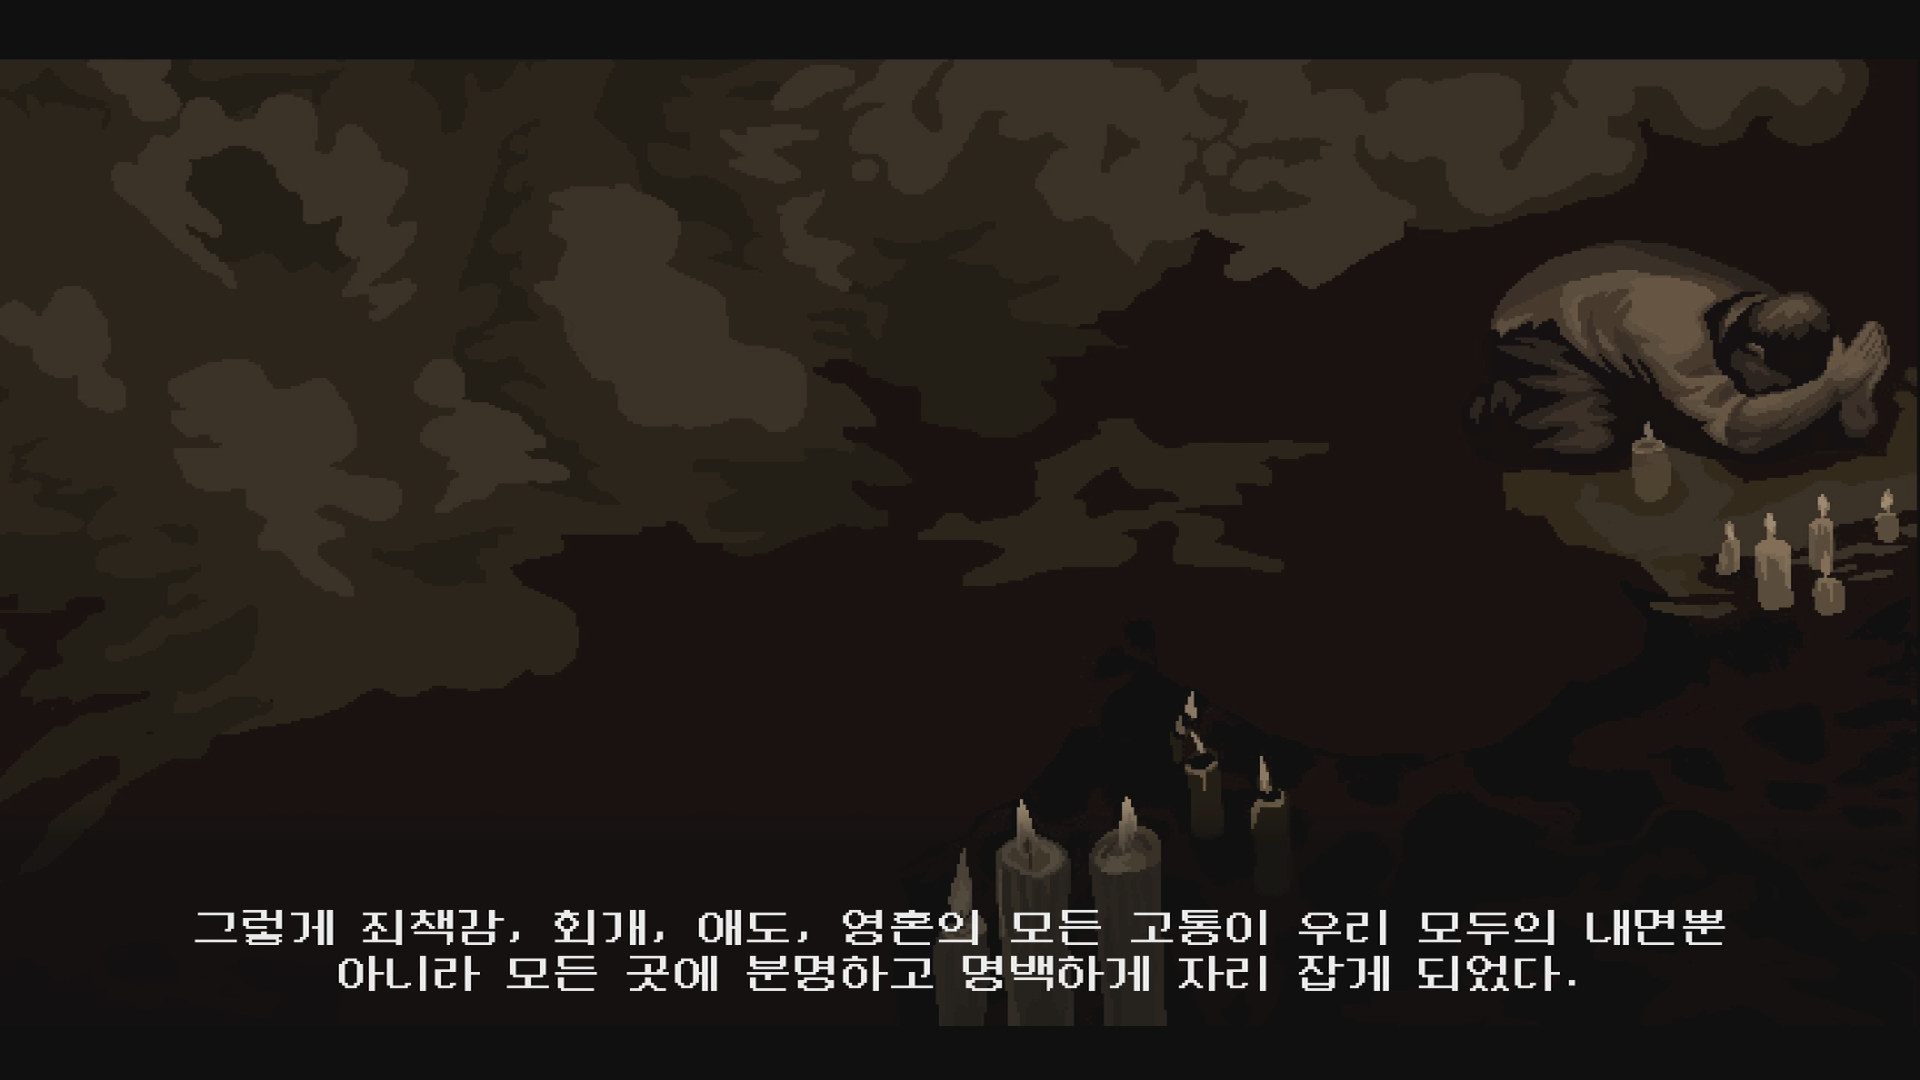 그렇게 죄책감, 회개, 애도, 영혼의 모든 고통이 우리 모두의 내면뿐
아니라 모든 곳에 분명하고 명백하게 자리 잡게 되었다.